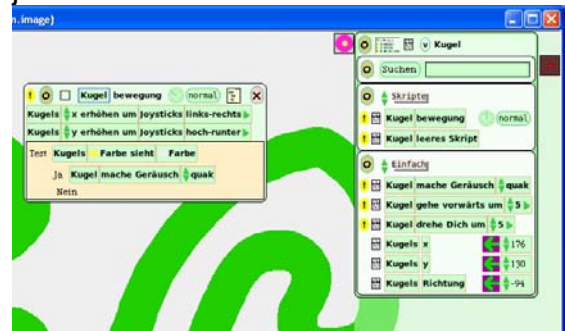 n.image)
v Kugel
Suchen
Skripte
! Kugel bewegung normal
! Kugel leeres Skript
Einfach
! Kugel mache Geräusch quak
! Kugel gehe vorwärts um 5
! Kugel drehe Dich um 5
Kugels x 176
Kugels y 130
Kugels Richtung -94
! Kugel bewegung normal
Kugels x erhöhen um Joysticks links-rechts
Kugels y erhöhen um Joysticks hoch-runter
Test Kugels Farbe sieht Farbe
Ja Kugel mache Geräusch quak
Nein